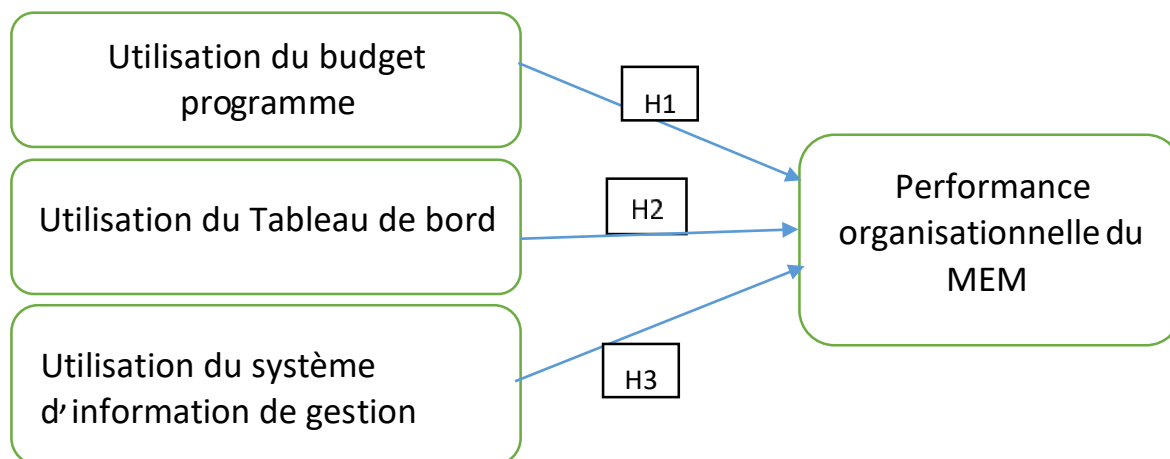 Utilisation du budget
programme
H1
Utilisation du Tableau de bord
H2
Performance
organisationnelle du
MEM
Utilisation du système
d’information de gestion
H3